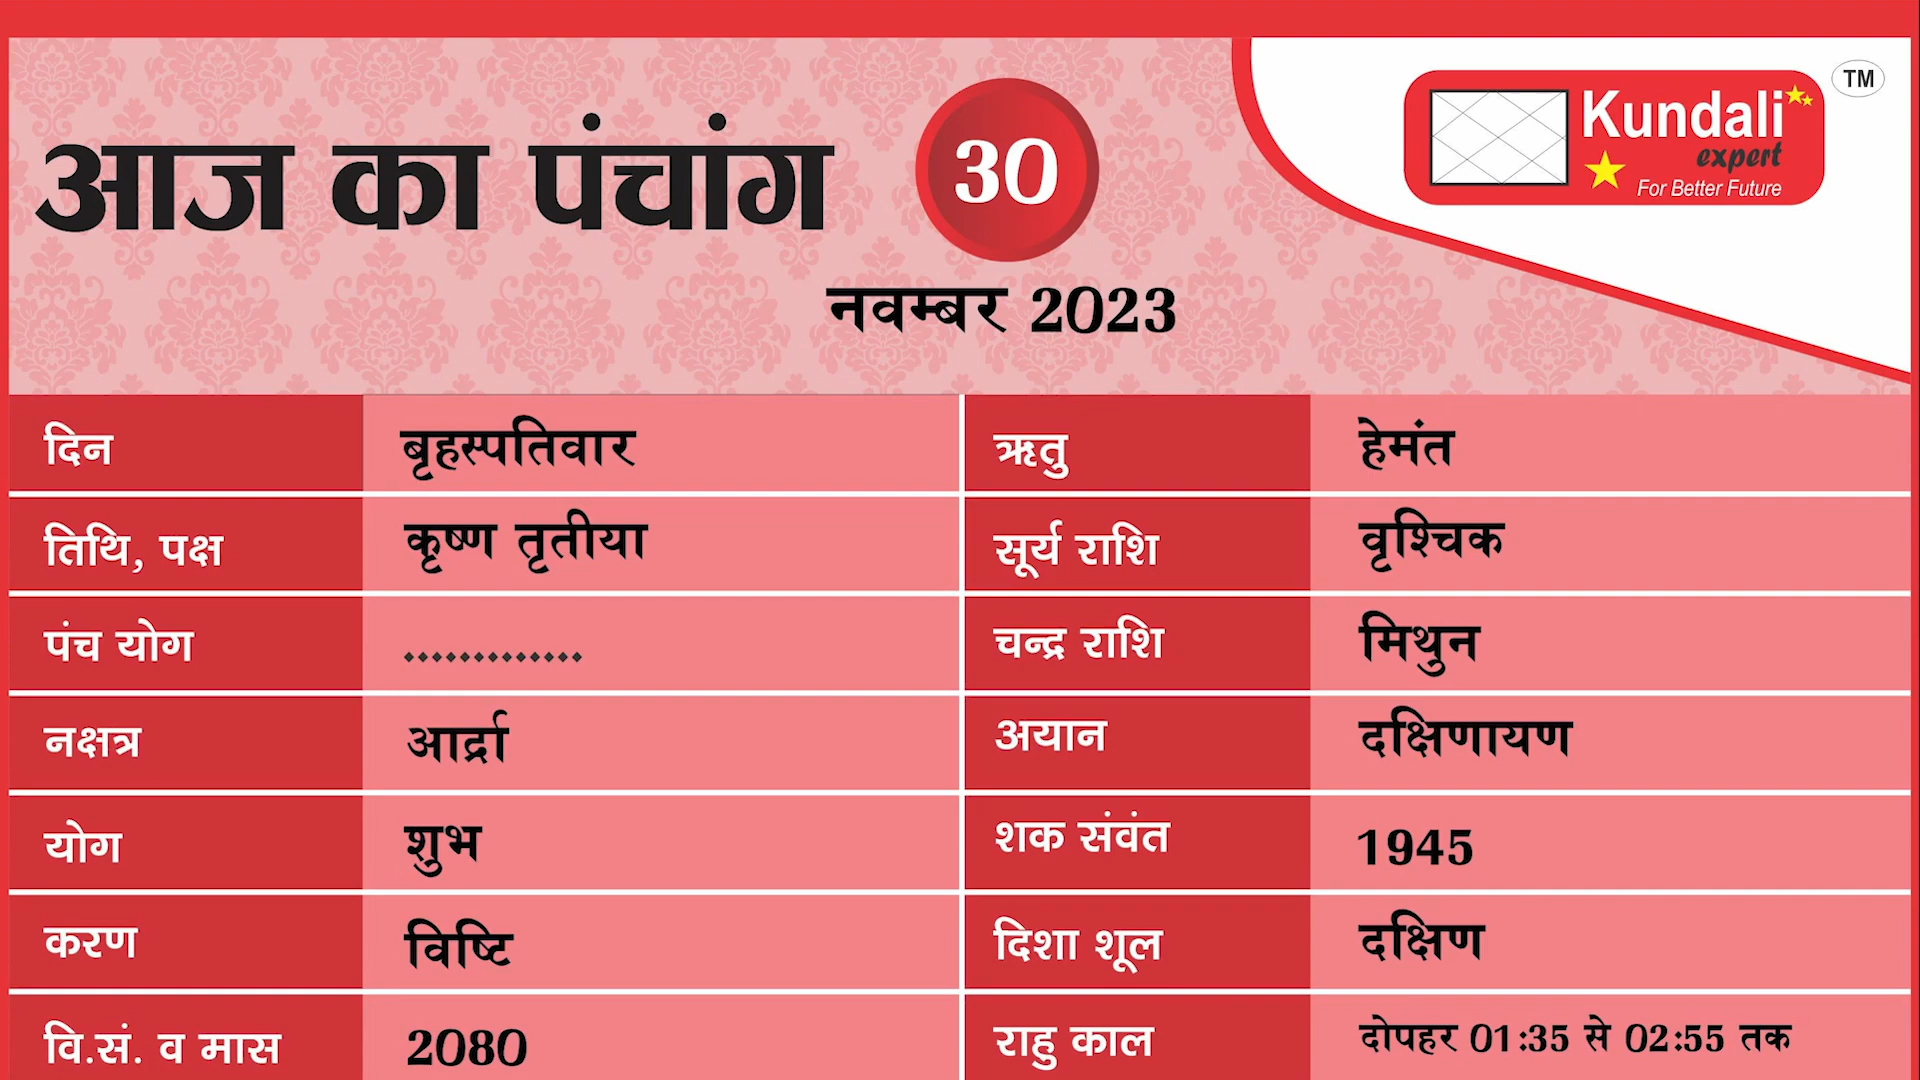 आज का पंचांग
30
नवम्बर 2023
Kundali
expert
For Better Future
TM
दिन बृहस्पतिवार ऋतु हेमंत
तिथि, पक्ष कृष्ण तृतीया सूर्य राशि वृश्चिक
पंच योग ............. चन्द्र राशि मिथुन
नक्षत्र आर्द्रा अयान दक्षिणायण
योग शुभ शक संवंत 1945
करण विष्टि दिशा शूल दक्षिण
वि.सं. व मास 2080 राहु काल दोपहर 01:35 से 02:55 तक